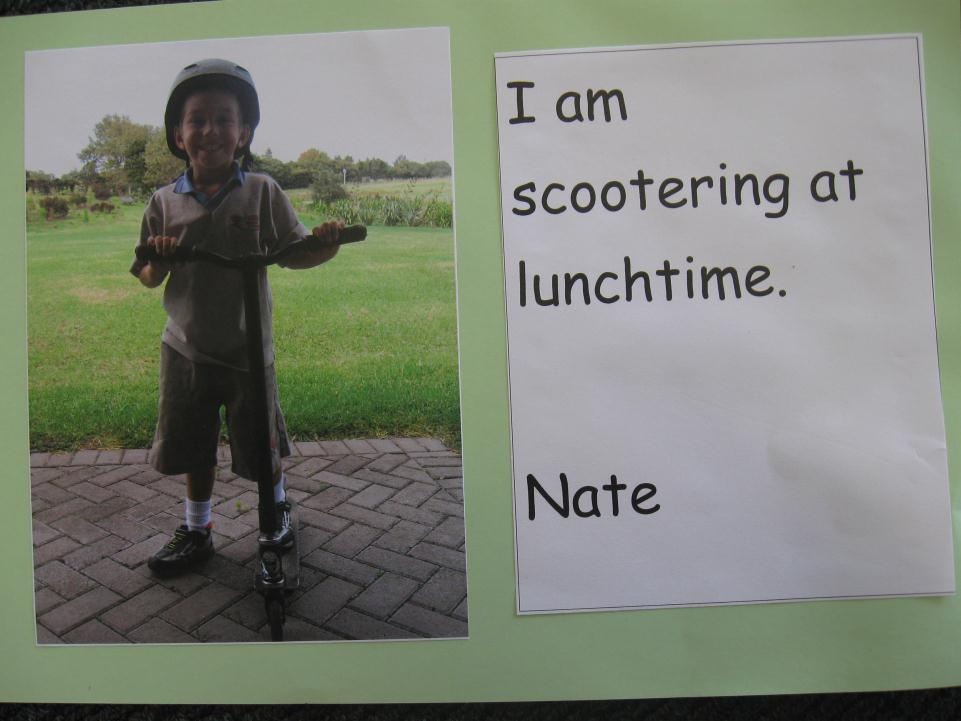 I am
scootering at
lunchtime.
Nate